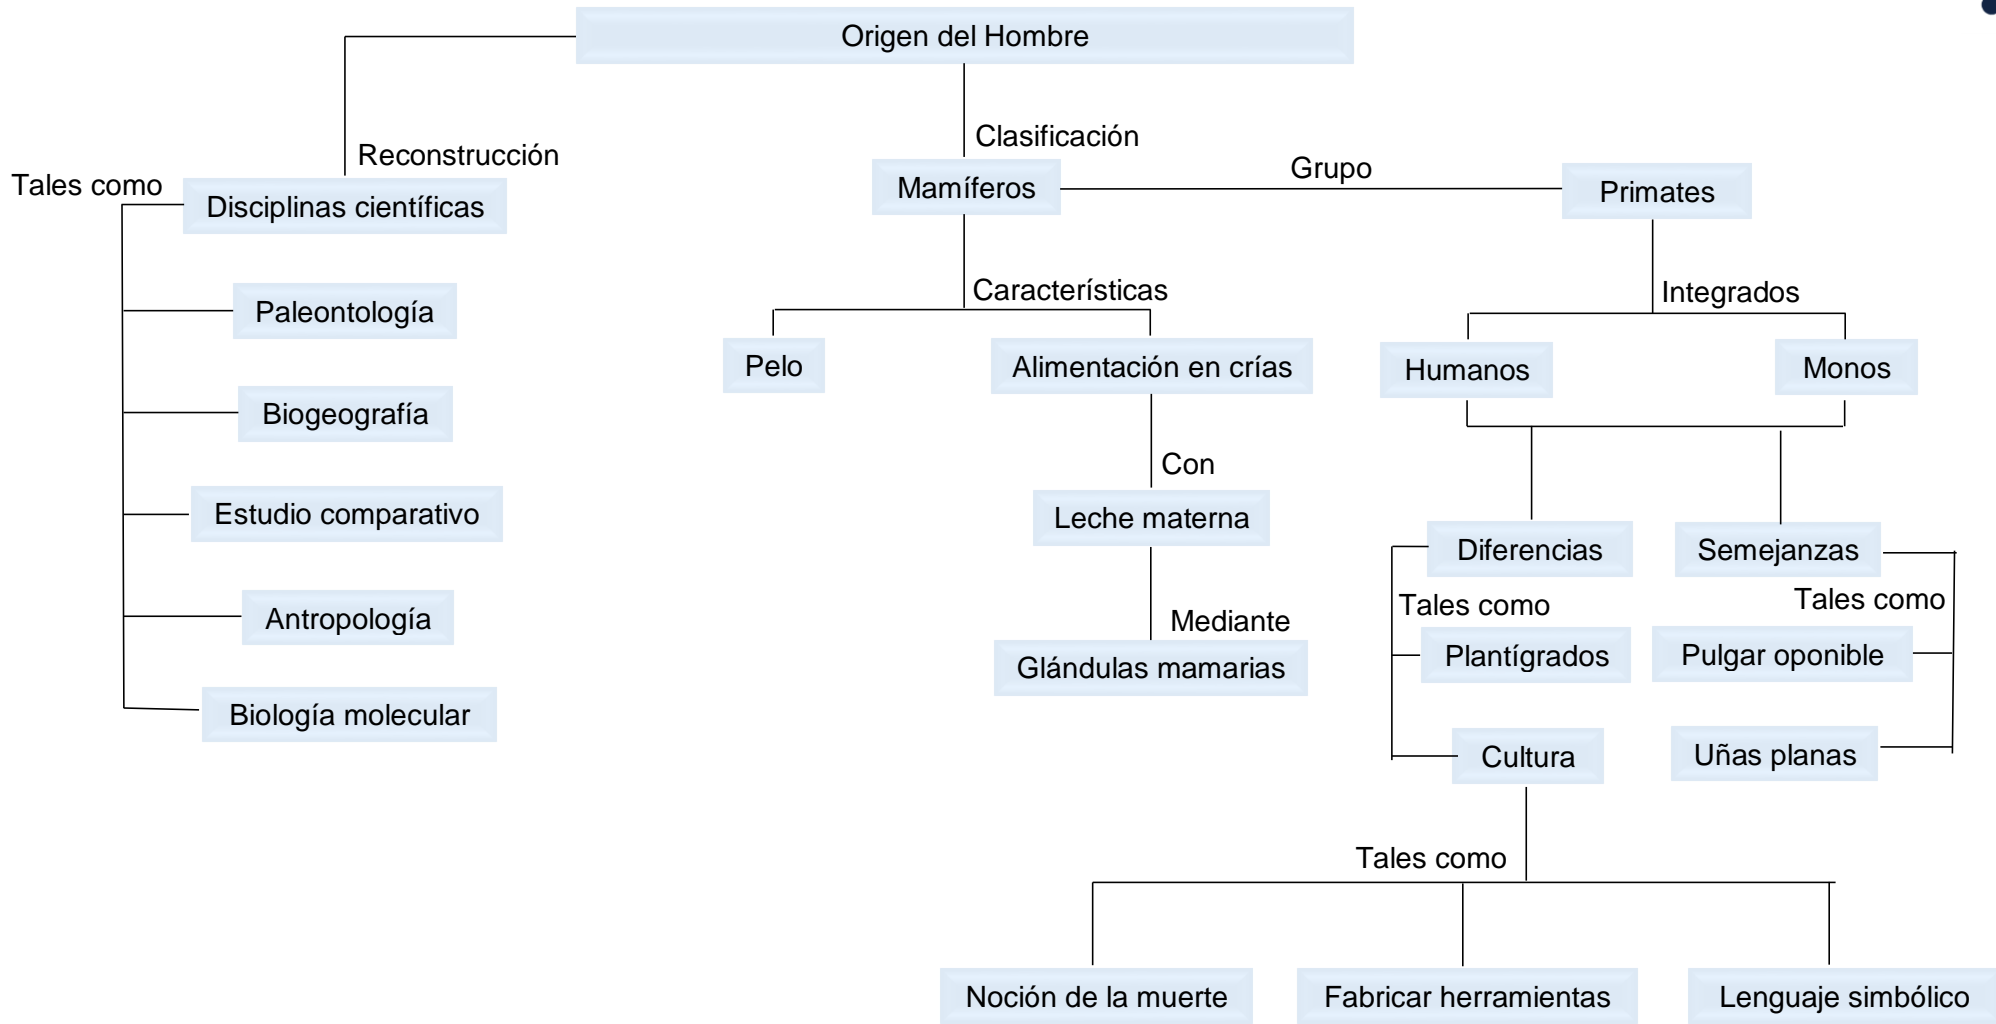 Origen del Hombre
Reconstrucción
Clasificación
Grupo
Tales como
Disciplinas científicas
Mamíferos
Primates
Paleontología
Biogeografía
Estudio comparativo
Antropología
Biología molecular
Características
Pelo
Alimentación en crías
Con
Leche materna
Mediante
Glándulas mamarias
Integrados
Humanos
Monos
Diferencias
Semejanzas
Tales como
Tales como
Plantígrados
Pulgar oponible
Cultura
Uñas planas
Tales como
Noción de la muerte
Fabricar herramientas
Lenguaje simbólico